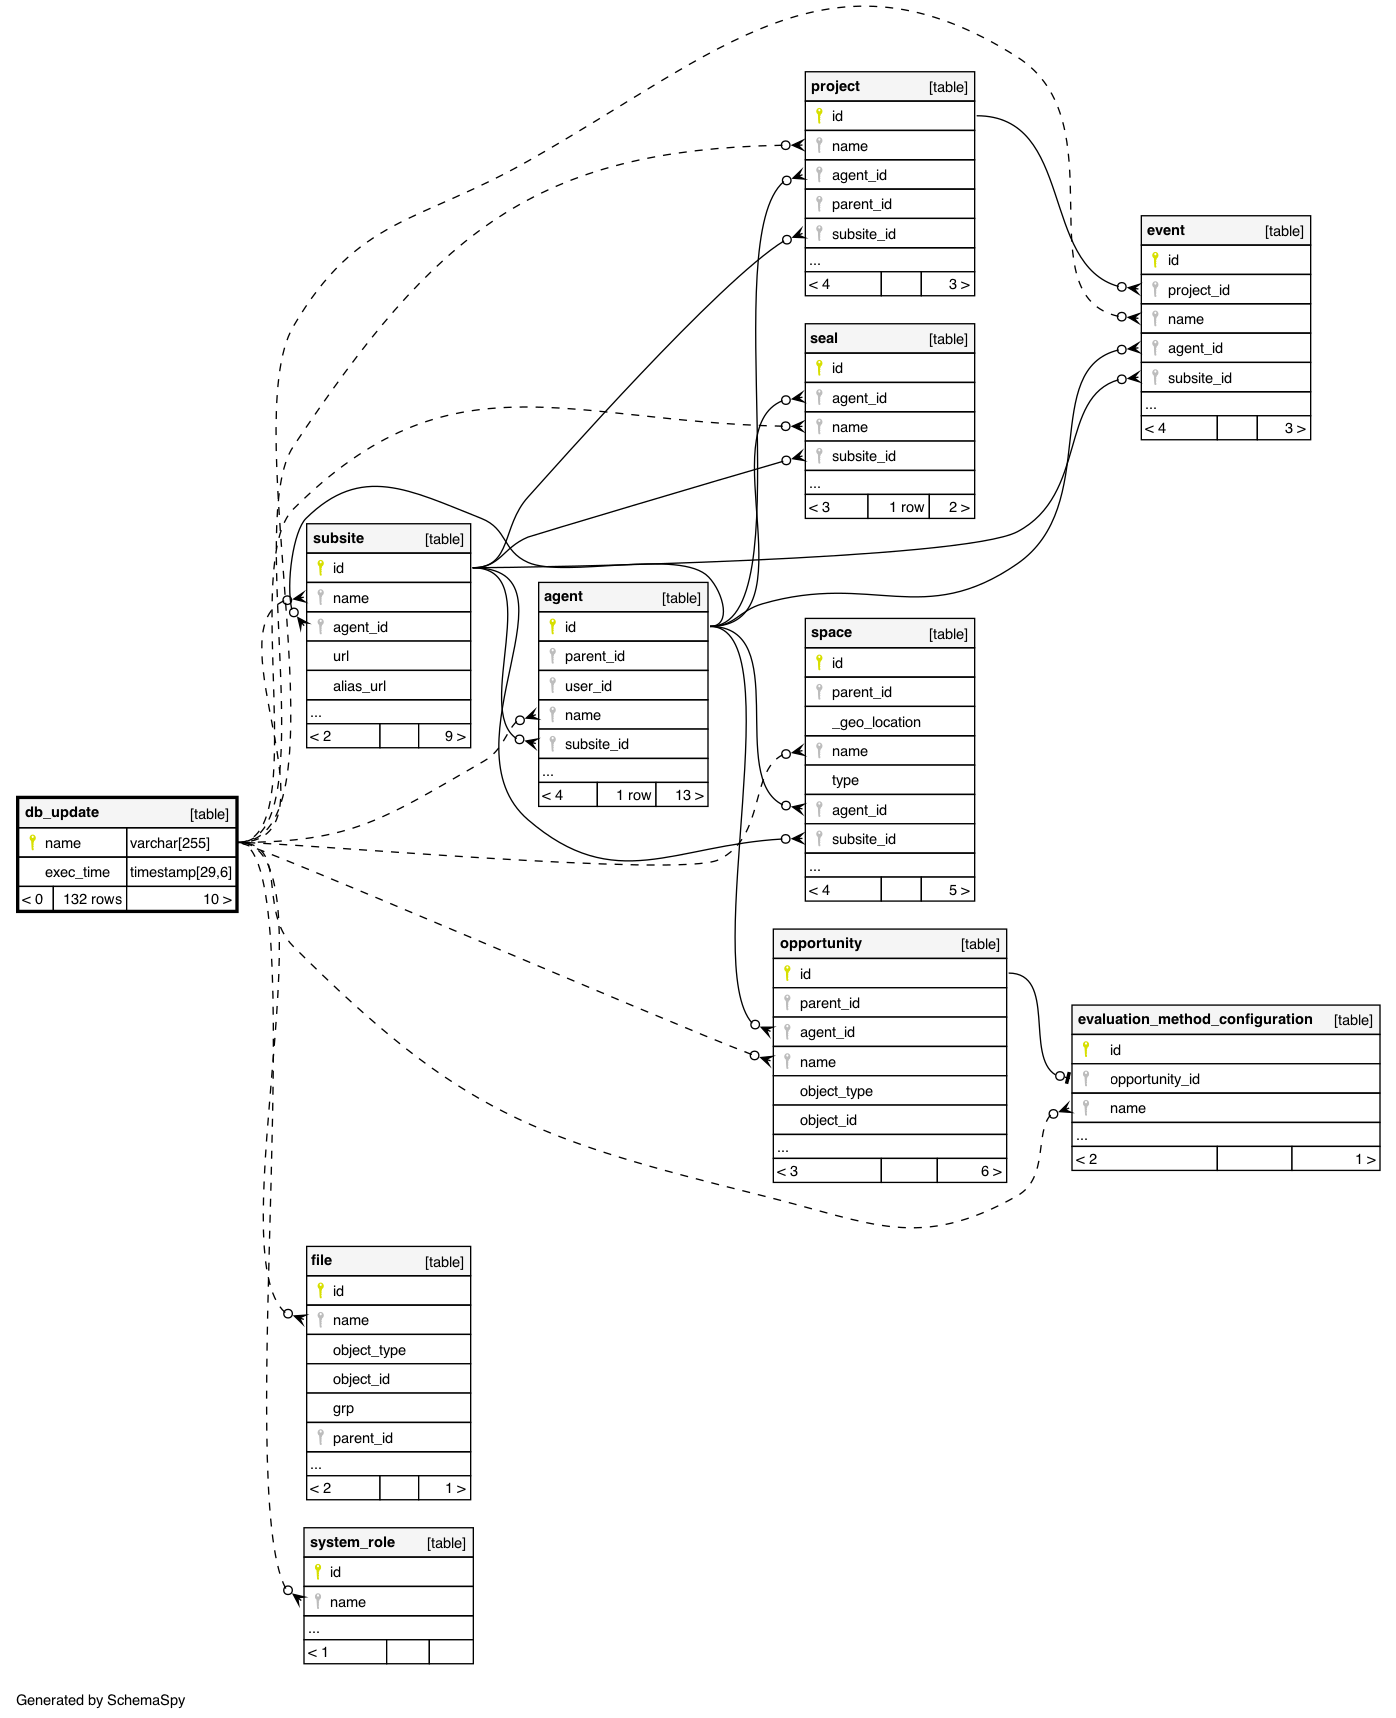 project [table]
id
name
agent_id
parent_id
subsite_id
...
< 4 3 >
event [table]
id
project_id
name
agent_id
subsite_id
...
< 4 3 >
seal [table]
id
agent_id
name
subsite_id
...
< 3 1 row 2 >
subsite [table]
id
name
agent_id
url
alias_url
...
< 2 9 >
agent [table]
id
parent_id
user_id
name
subsite_id
...
< 4 1 row 13 >
space [table]
id
parent_id
_geo_location
name
type
agent_id
subsite_id
...
< 4 5 >
db_update [table]
name varchar[255]
exec_time timestamp[29,6]
< 0 132 rows 10 >
opportunity [table]
id
parent_id
agent_id
name
object_type
object_id
...
< 3 6 >
evaluation_method_configuration [table]
id
opportunity_id
name
...
< 2 1 >
file [table]
id
name
object_type
object_id
grp
parent_id
...
< 2 1 >
system_role [table]
id
name
...
< 1
Generated by SchemaSpy